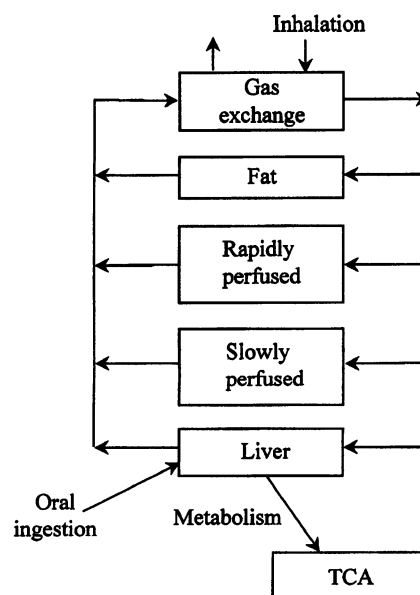 Inhalation
Gas
exchange
Fat
Rapidly
perfused
Slowly
perfused
Liver
Oral
ingestion
Metabolism
TCA